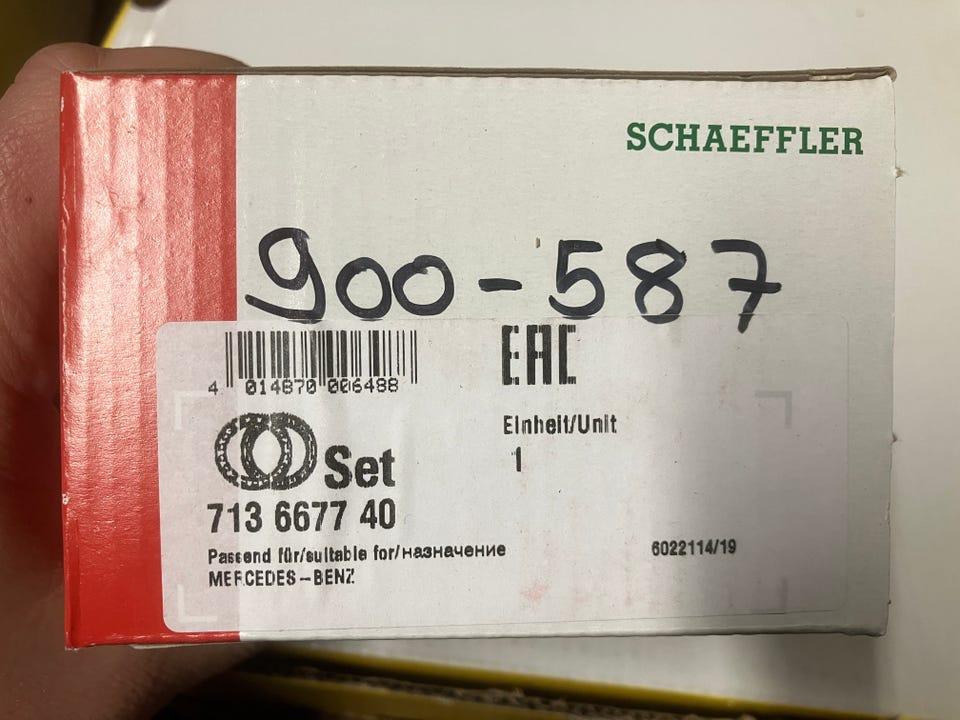 SCHAEFFLER
900-587
4 014870 006488
EAC
Einheit/Unit
1
Set
713 6677 40
Passend für/suitable for/назначение
MERCEDES-BENZ
6022114/19